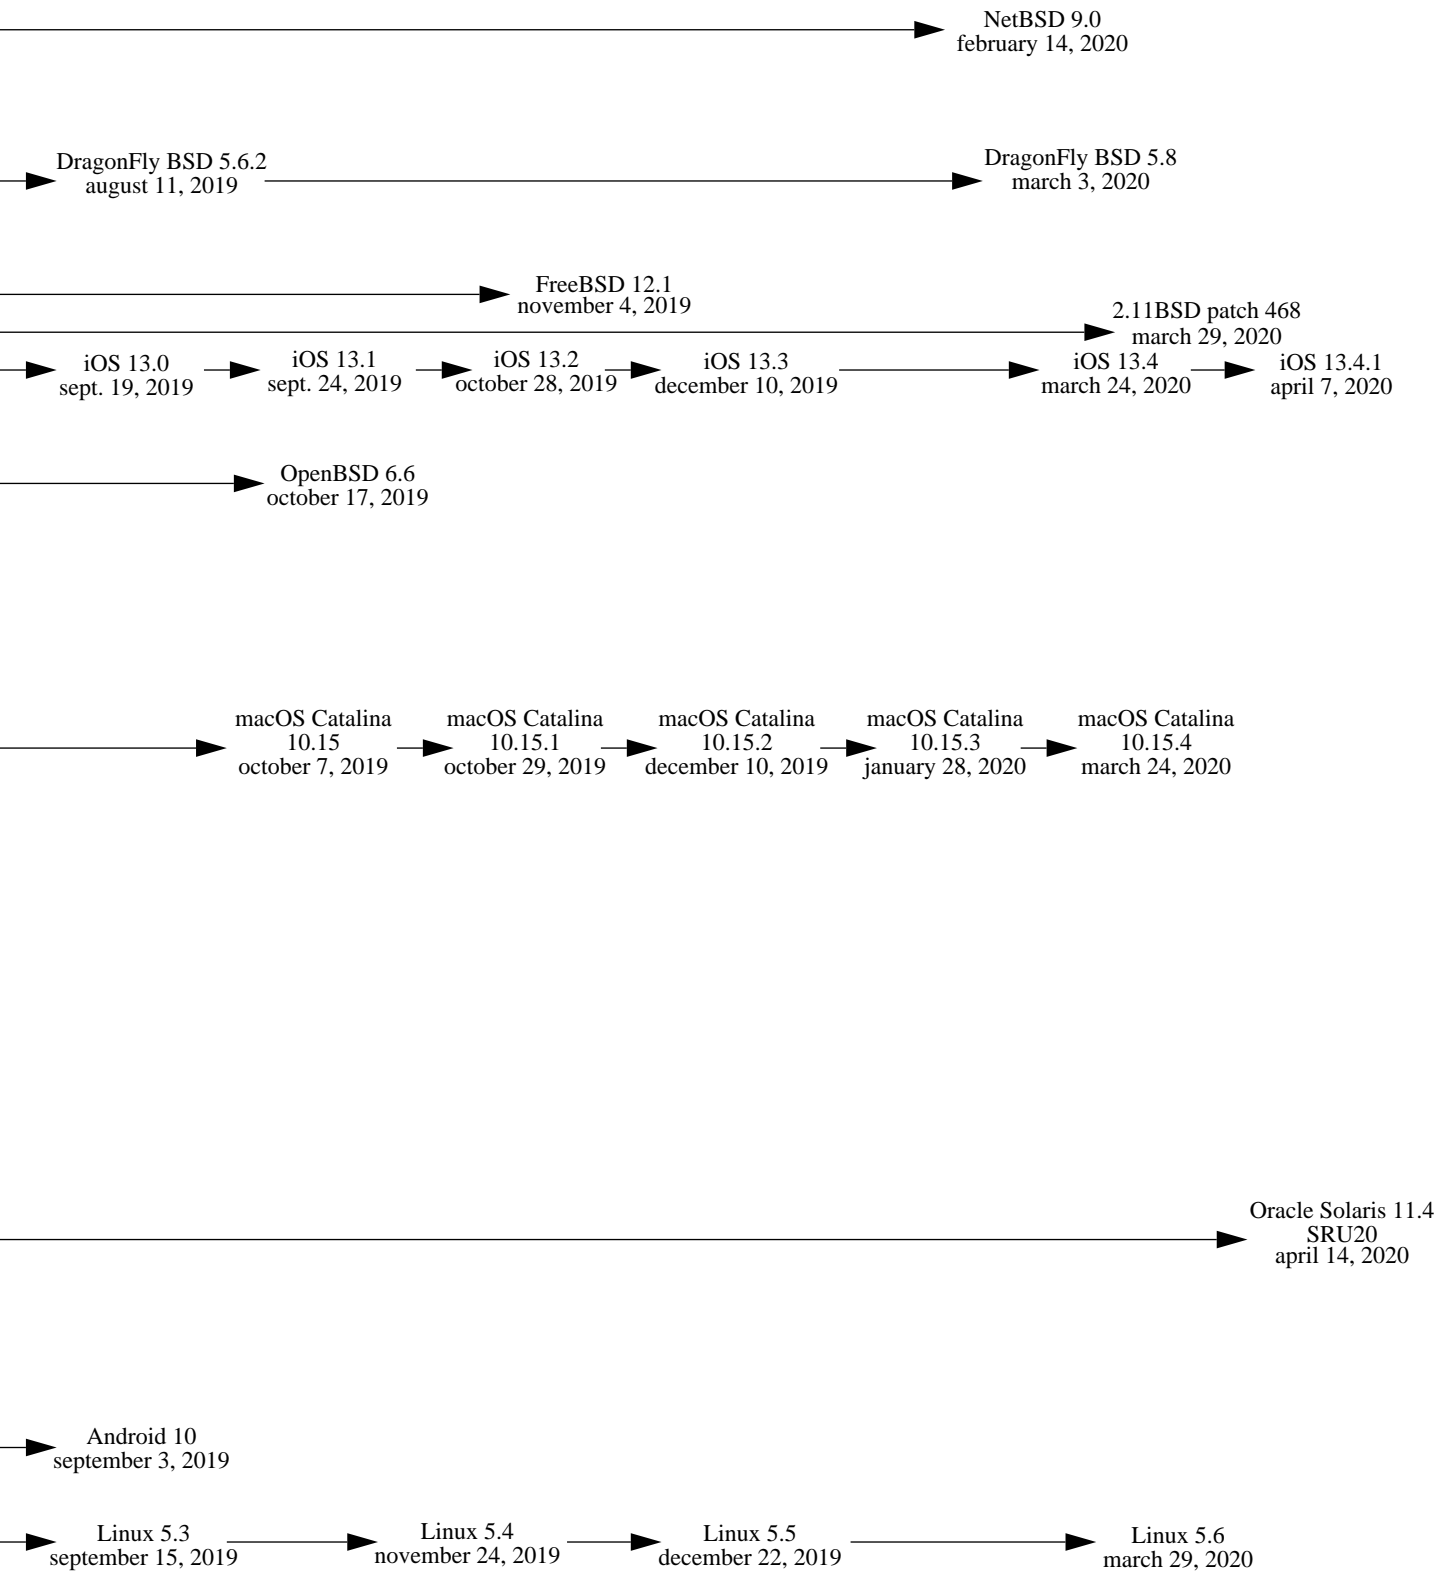 NetBSD 9.0
february 14, 2020
DragonFly BSD 5.6.2
august 11, 2019
DragonFly BSD 5.8
march 3, 2020
FreeBSD 12.1
november 4, 2019
2.11BSD patch 468
march 29, 2020
iOS 13.0
sept. 19, 2019
iOS 13.1
sept. 24, 2019
iOS 13.2
october 28, 2019
iOS 13.3
december 10, 2019
iOS 13.4
march 24, 2020
iOS 13.4.1
april 7, 2020
OpenBSD 6.6
october 17, 2019
macOS Catalina
10.15
october 7, 2019
macOS Catalina
10.15.1
october 29, 2019
macOS Catalina
10.15.2
december 10, 2019
macOS Catalina
10.15.3
january 28, 2020
macOS Catalina
10.15.4
march 24, 2020
Oracle Solaris 11.4
SRU20
april 14, 2020
Android 10
september 3, 2019
Linux 5.3
september 15, 2019
Linux 5.4
november 24, 2019
Linux 5.5
december 22, 2019
Linux 5.6
march 29, 2020